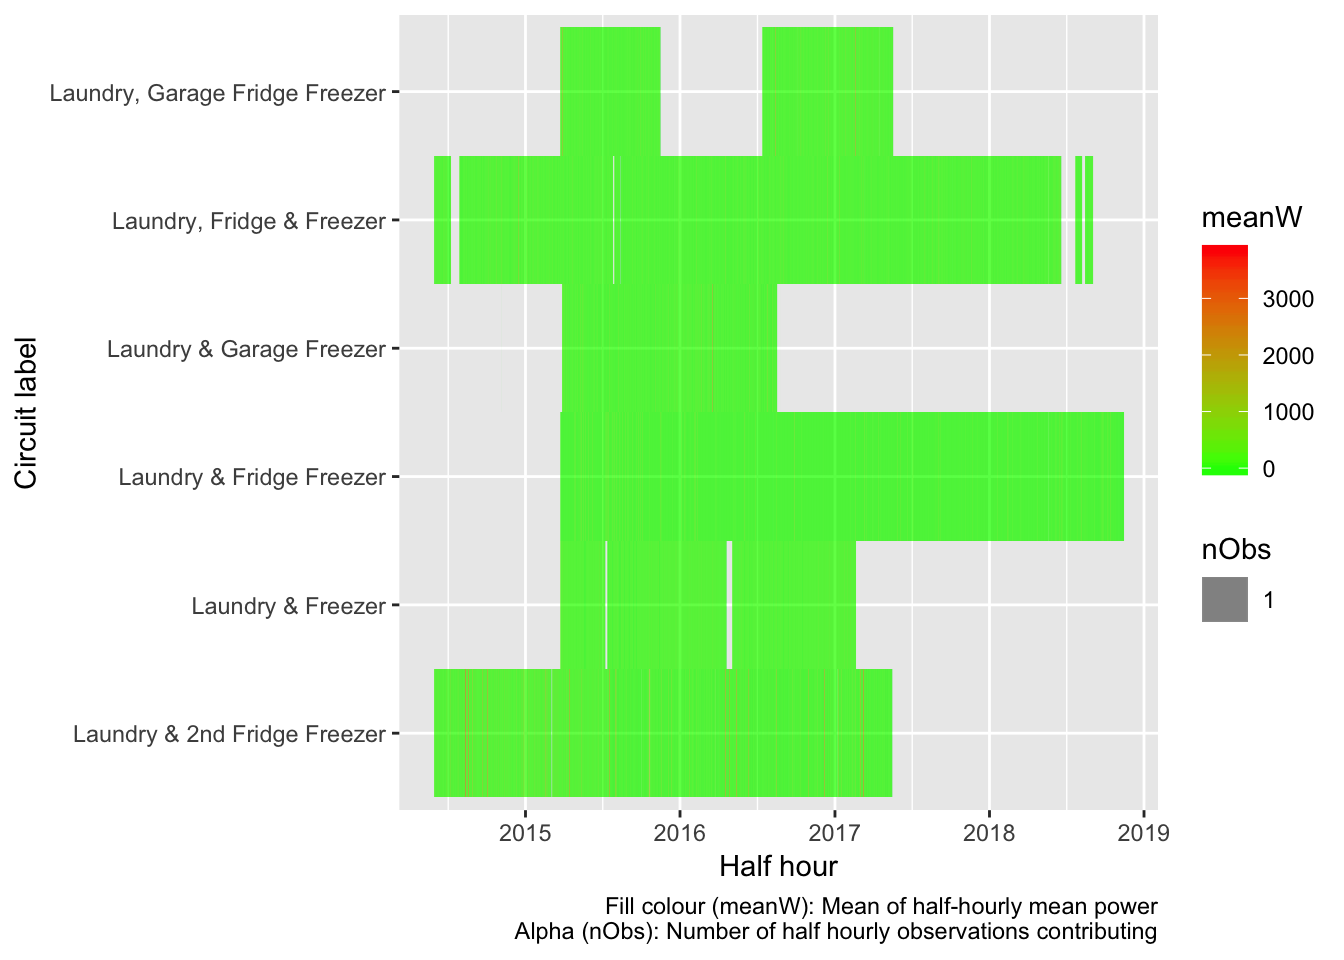 Circuit label
Laundry, Garage Fridge Freezer
Laundry, Fridge & Freezer
Laundry & Garage Freezer
Laundry & Fridge Freezer
Laundry & Freezer
Laundry & 2nd Fridge Freezer
2015 2016 2017 2018 2019
Half hour
meanW
3000
2000
1000
0
nObs
1
Fill colour (meanW): Mean of half-hourly mean power
Alpha (nObs): Number of half hourly observations contributing